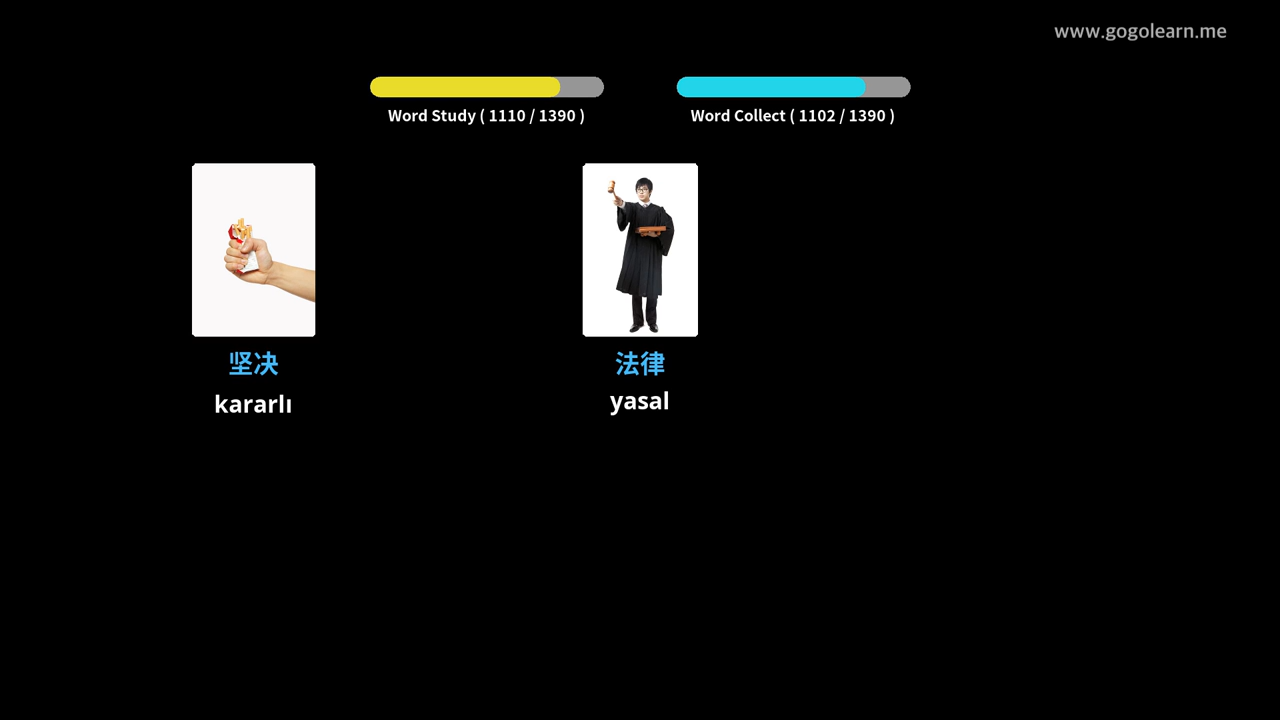 www.gogolearn.me
Word Study ( 1110 / 1390 )
Word Collect ( 1102 / 1390 )
坚决
kararlı
法律
yasal